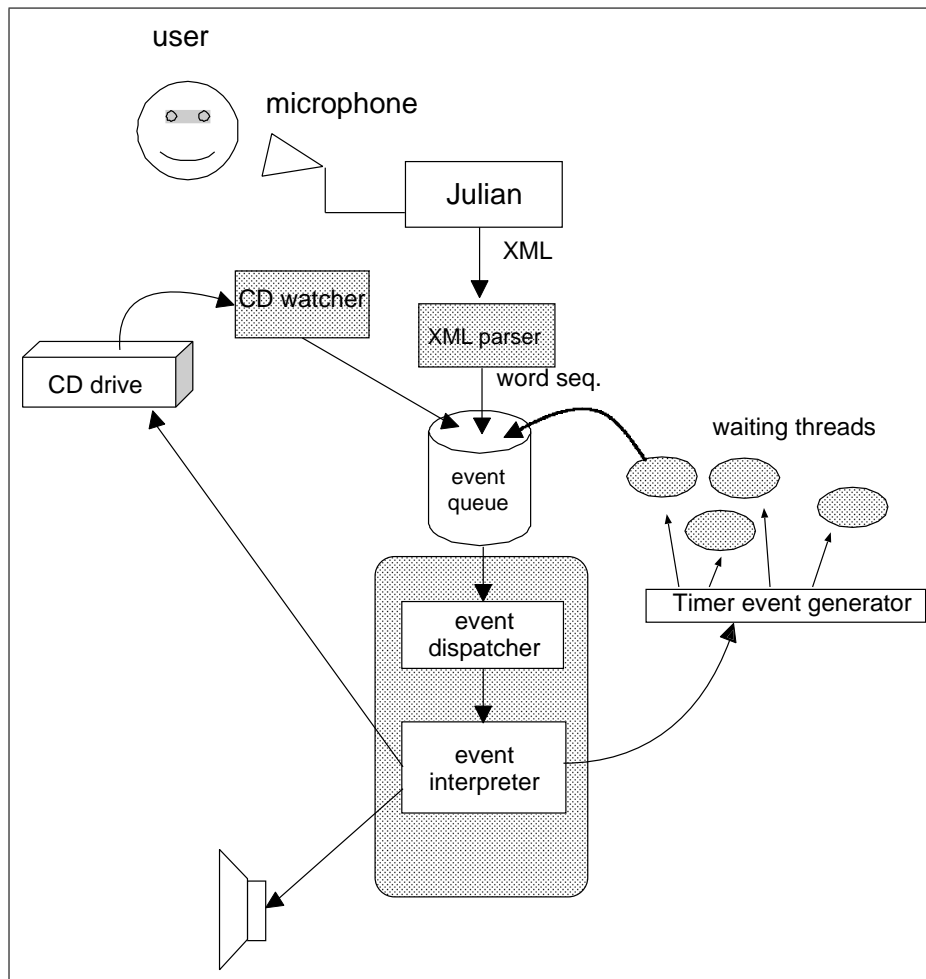 user
microphone
Julian
XML
CD watcher
XML parser
CD drive
word seq.
waiting threads
event
queue
Timer event generator
event
dispatcher
event
interpreter